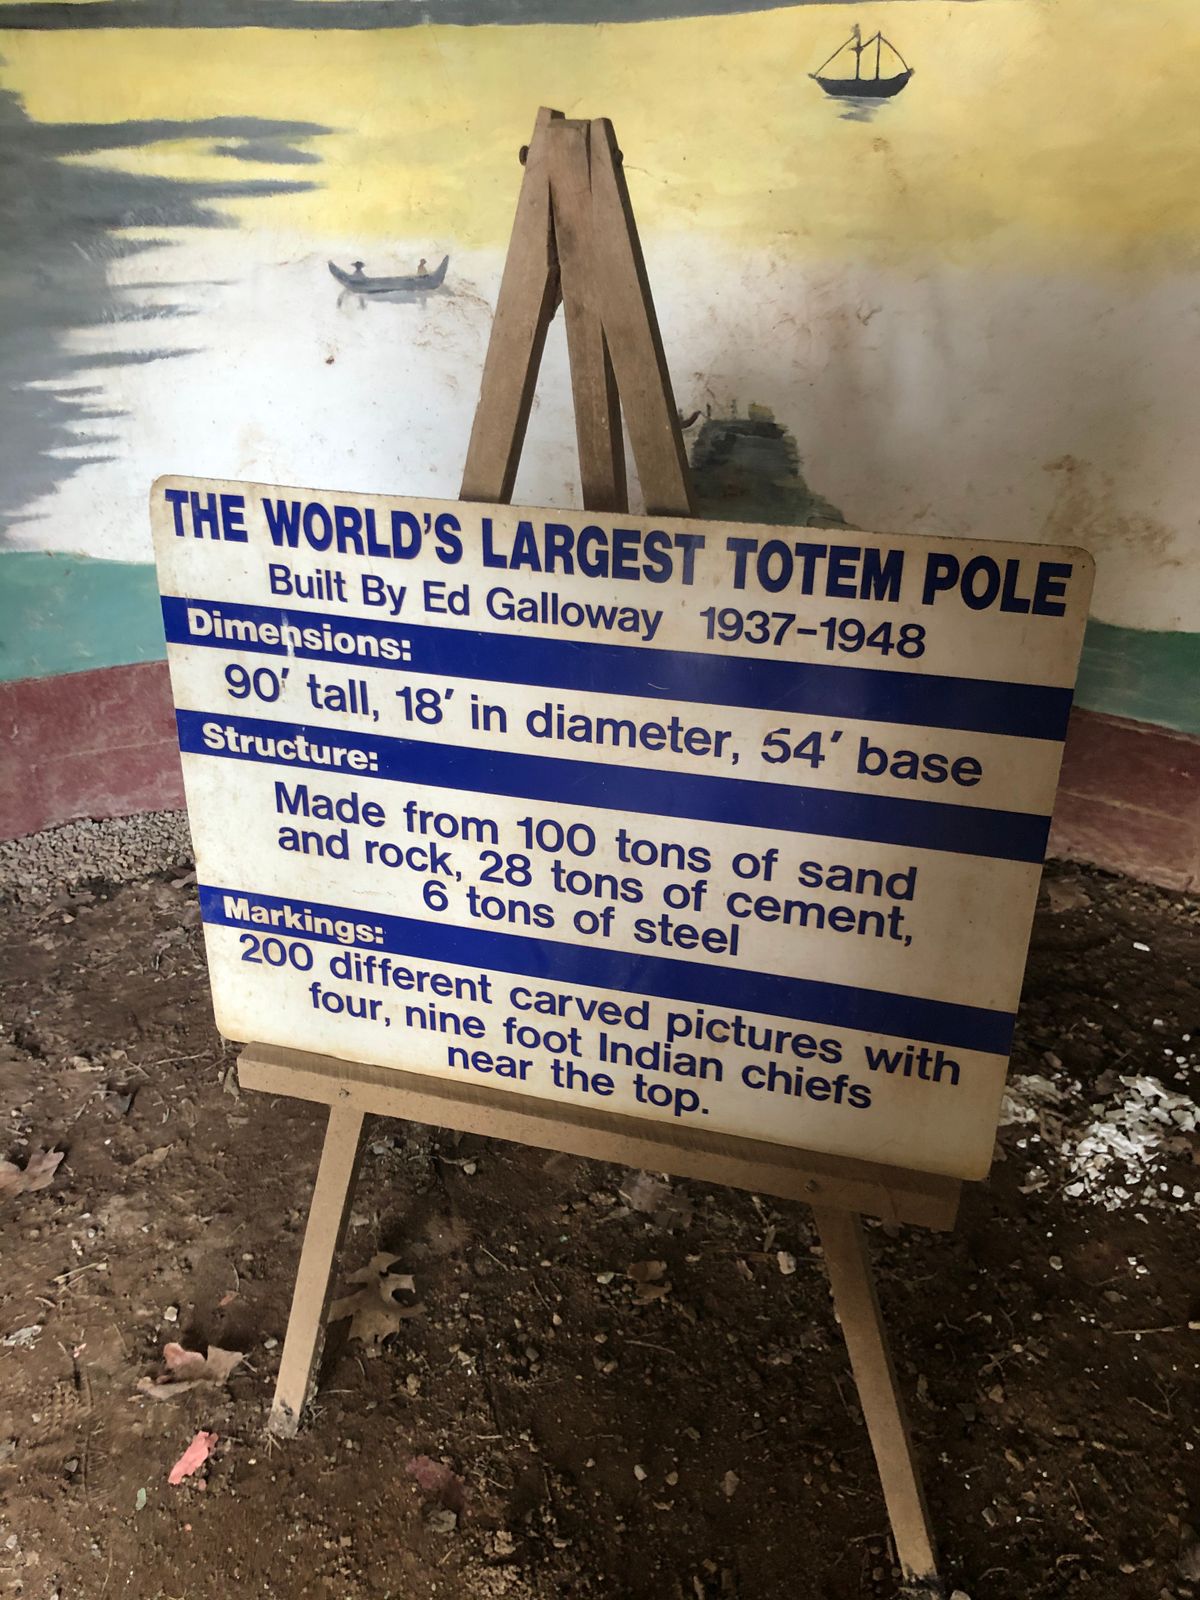 THE WORLD'S LARGEST TOTEM POLE
Built By Ed Galloway 1937-1948
Dimensions:
90' tall, 18' in diameter, 54' base
Structure:
Made from 100 tons of sand
and rock, 28 tons of cement,
6 tons of steel
Markings:
200 different carved pictures with
four, nine foot Indian chiefs
near the top.